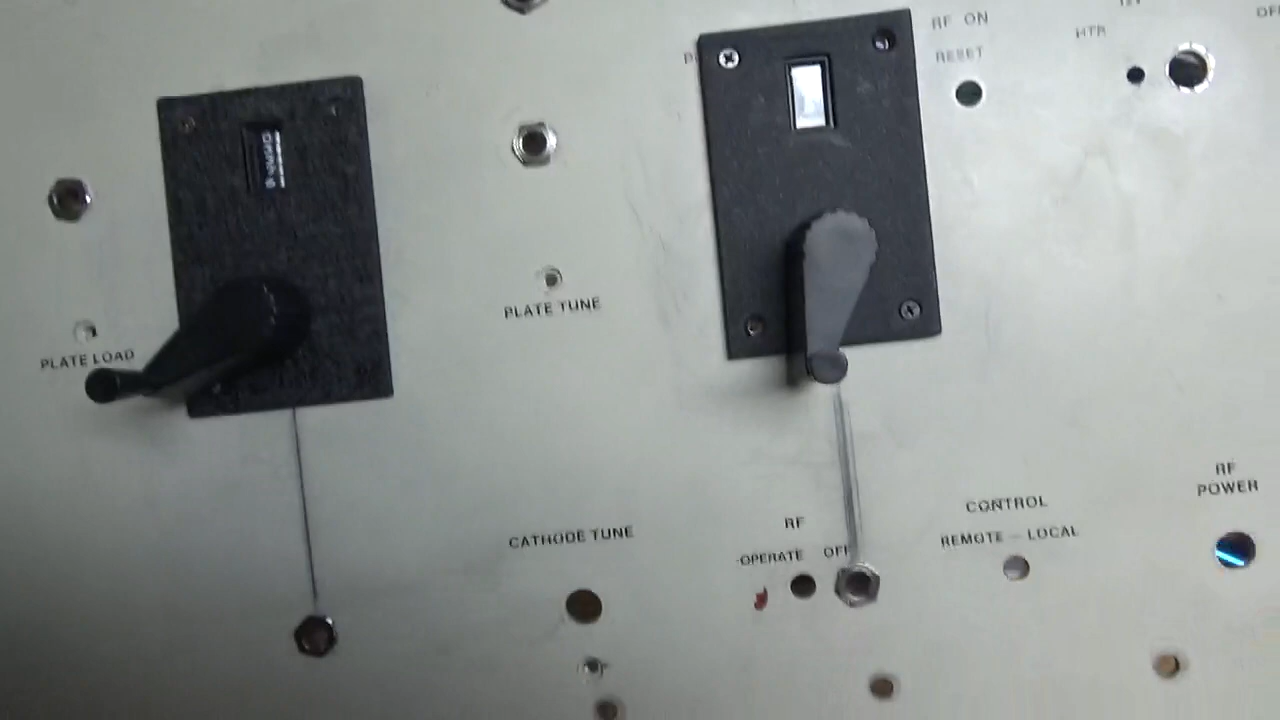 RF ON
RESET
HTR
PLATE TUNE
PLATE LOAD
RF
POWER
CONTROL
REMOTE - LOCAL
RF
OPERATE OFF
CATHODE TUNE